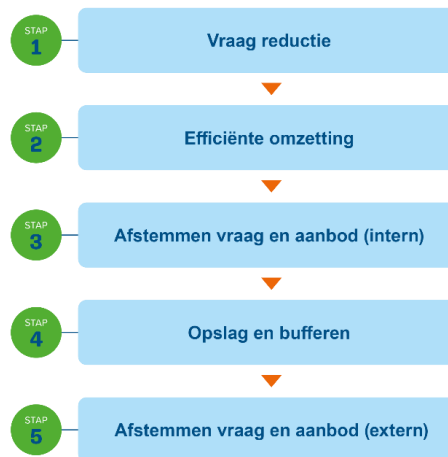 STAP
1
Vraag reductie
STAP
2
Efficiënte omzetting
STAP
3
Afstemmen vraag en aanbod (intern)
STAP
4
Opslag en bufferen
STAP
5
Afstemmen vraag en aanbod (extern)